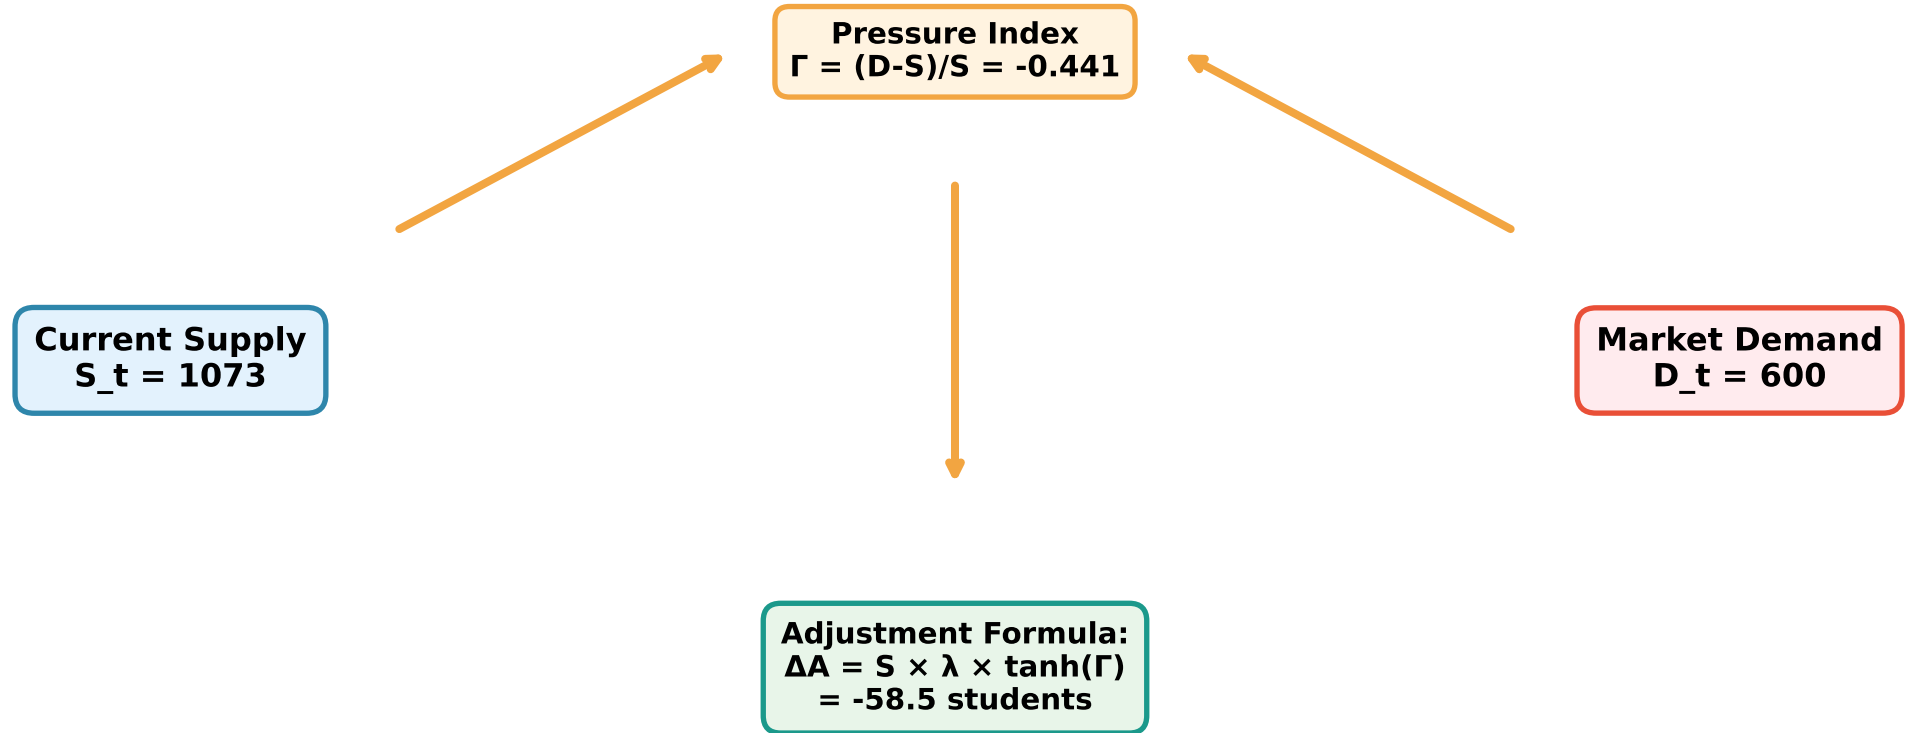 Pressure Index
Γ = (D-S)/S = -0.441
Current Supply
S_t = 1073
Market Demand
D_t = 600
Adjustment Formula:
ΔA = S × λ × tanh(Γ)
= -58.5 students